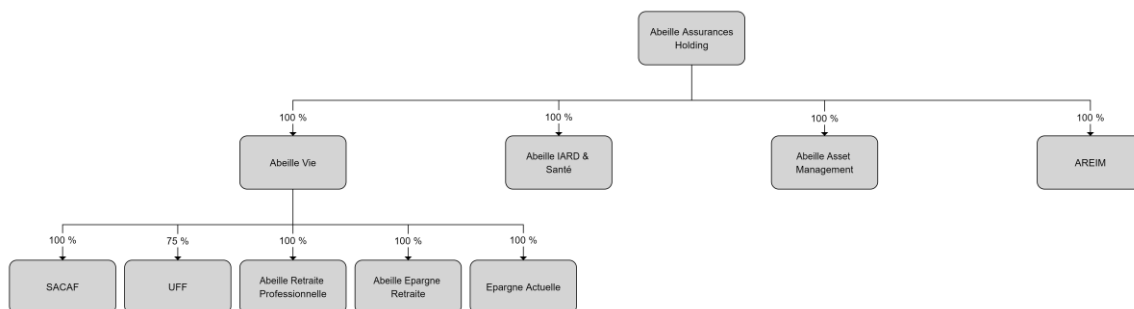 Abeille Assurances
Holding
100 %
100 %
100 %
100 %
Abeille Vie
Abeille IARD &
Santé
Abeille Asset
Management
AREIM
100 %
75 %
100 %
100 %
100 %
SACAF
UFF
Abeille Retraite
Professionnelle
Abeille Epargne
Retraite
Epargne Actuelle